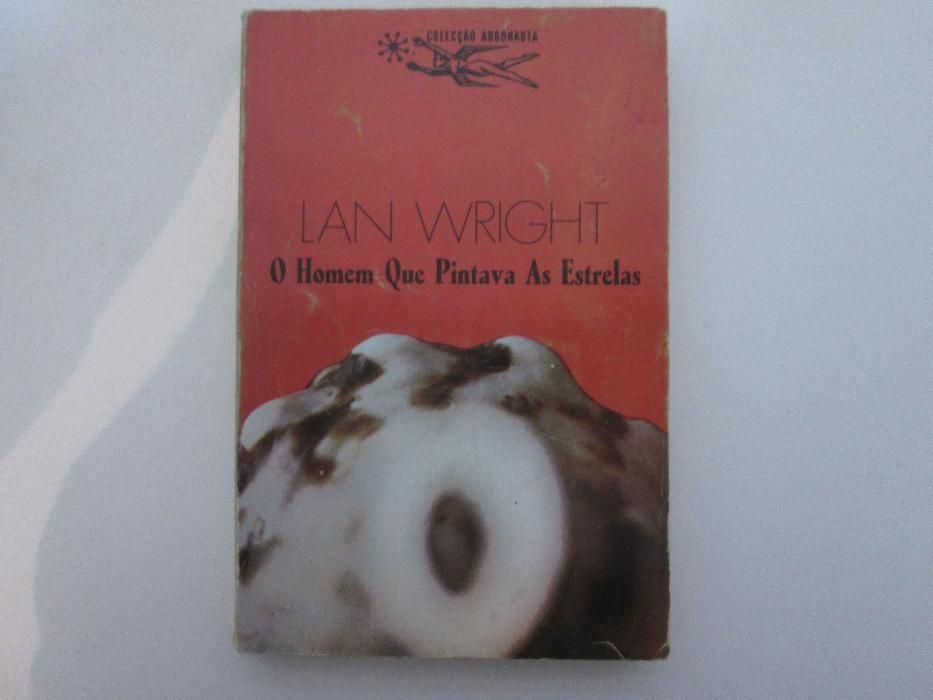 COLECÇÃO ARGONAUTA
LAN WRIGHT
O Homem Que Pintava As Estrelas